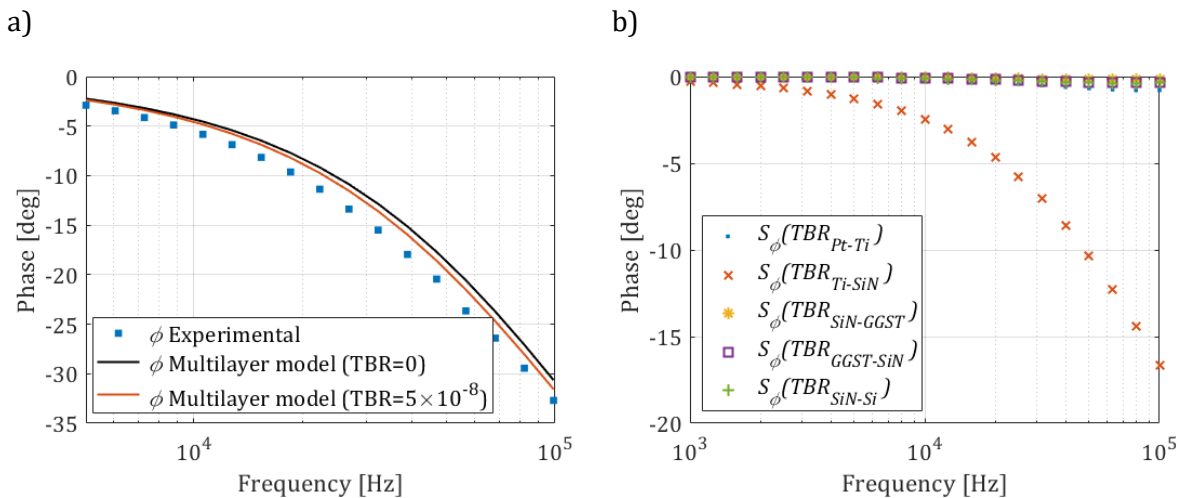 a)
0
-5
-10
-15
-20
-25
-30
-35
Phase [deg]
ϕ Experimental
ϕ Multilayer model (TBR=0)
ϕ Multilayer model (TBR=5×10⁻⁸)
10⁴
10⁵
Frequency [Hz]
b)
0
-5
-10
-15
-20
Phase [deg]
S_ϕ(TBR_Pt-Ti)
S_ϕ(TBR_Ti-SiN)
S_ϕ(TBR_SiN-GGST)
S_ϕ(TBR_GGST-SiN)
S_ϕ(TBR_SiN-Si)
10³
10⁴
10⁵
Frequency [Hz]